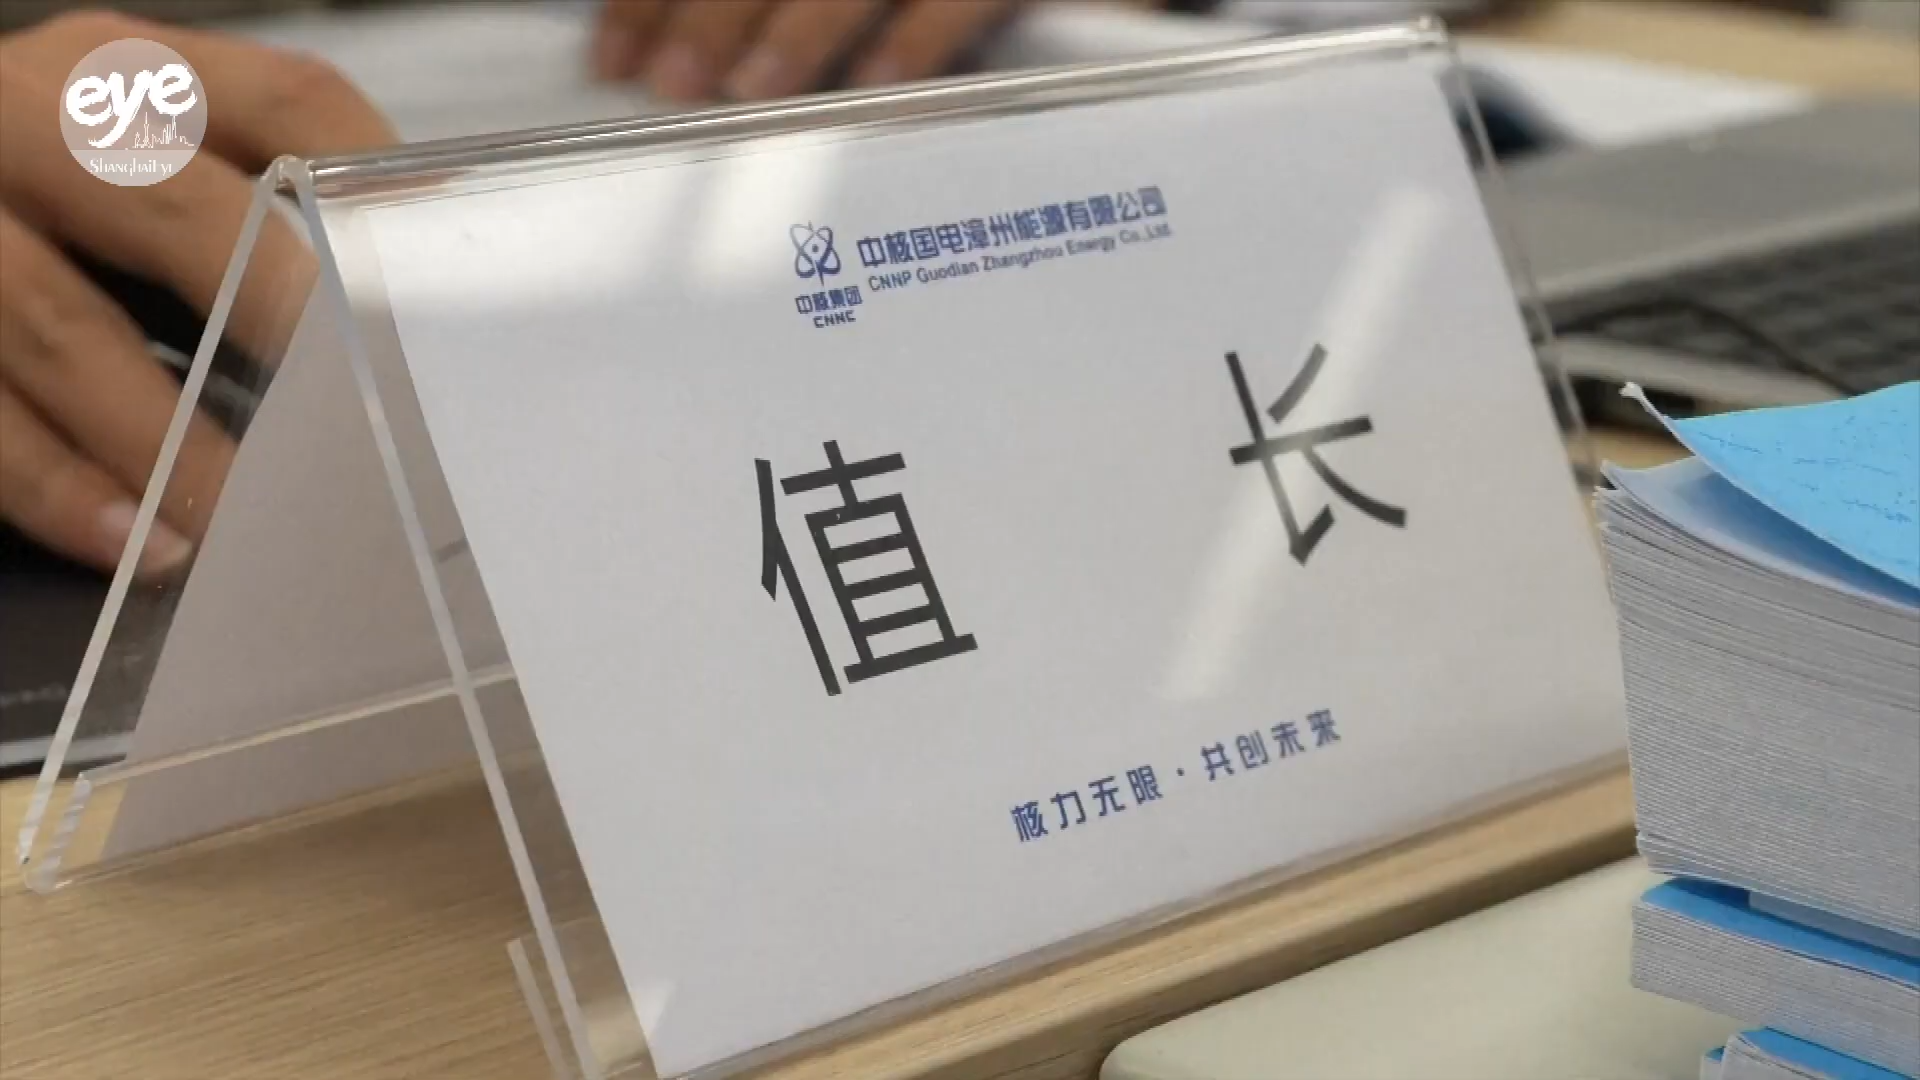 eye
SHANGHAI EYE
中核国电漳州能源有限公司
CNNP Guodian Zhangzhou Energy Co.,Ltd.
中核集团
CNNC
值 长
核力无限·共创未来